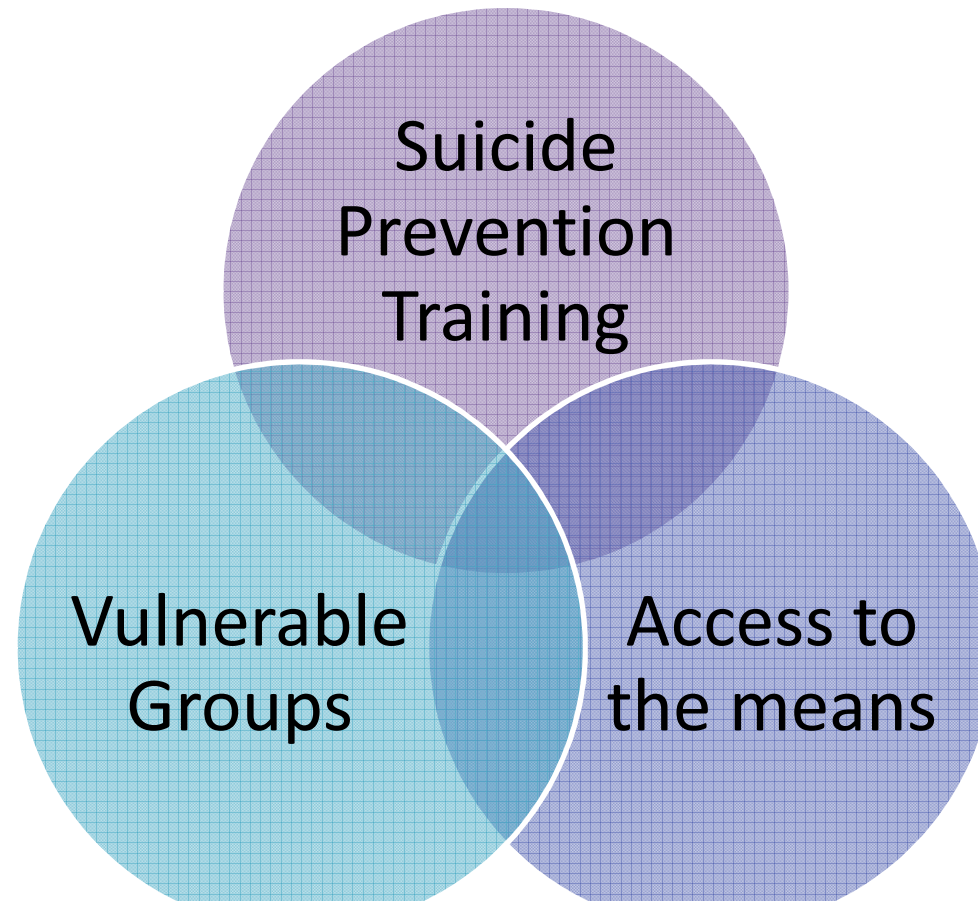 Suicide
Prevention
Training
Vulnerable
Groups
Access to
the means